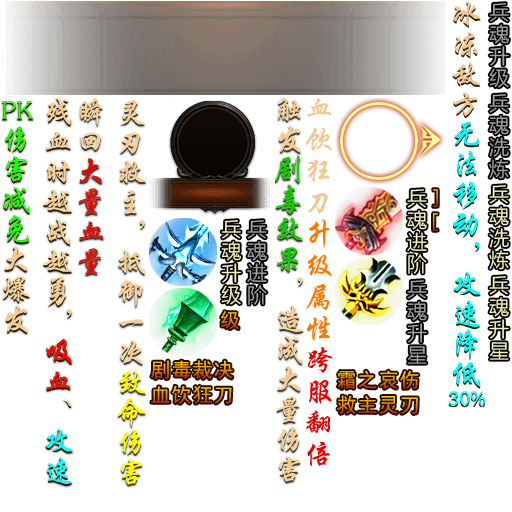 PK伤害减免大爆发
残血时越战越勇，吸血、攻速
瞬回大量血量
灵刃救主，抵御一次致命伤害
兵魂升级级
兵魂进阶
剧毒裁决
血饮狂刀
触发剧毒效果，造成大量伤害
血饮狂刀升级属性跨服翻倍
兵魂进阶
兵魂升星
][
霜之哀伤
救主灵刃
冰冻敌方无法移动，攻速降低30%
兵魂升级
兵魂洗炼
兵魂洗炼
兵魂升星